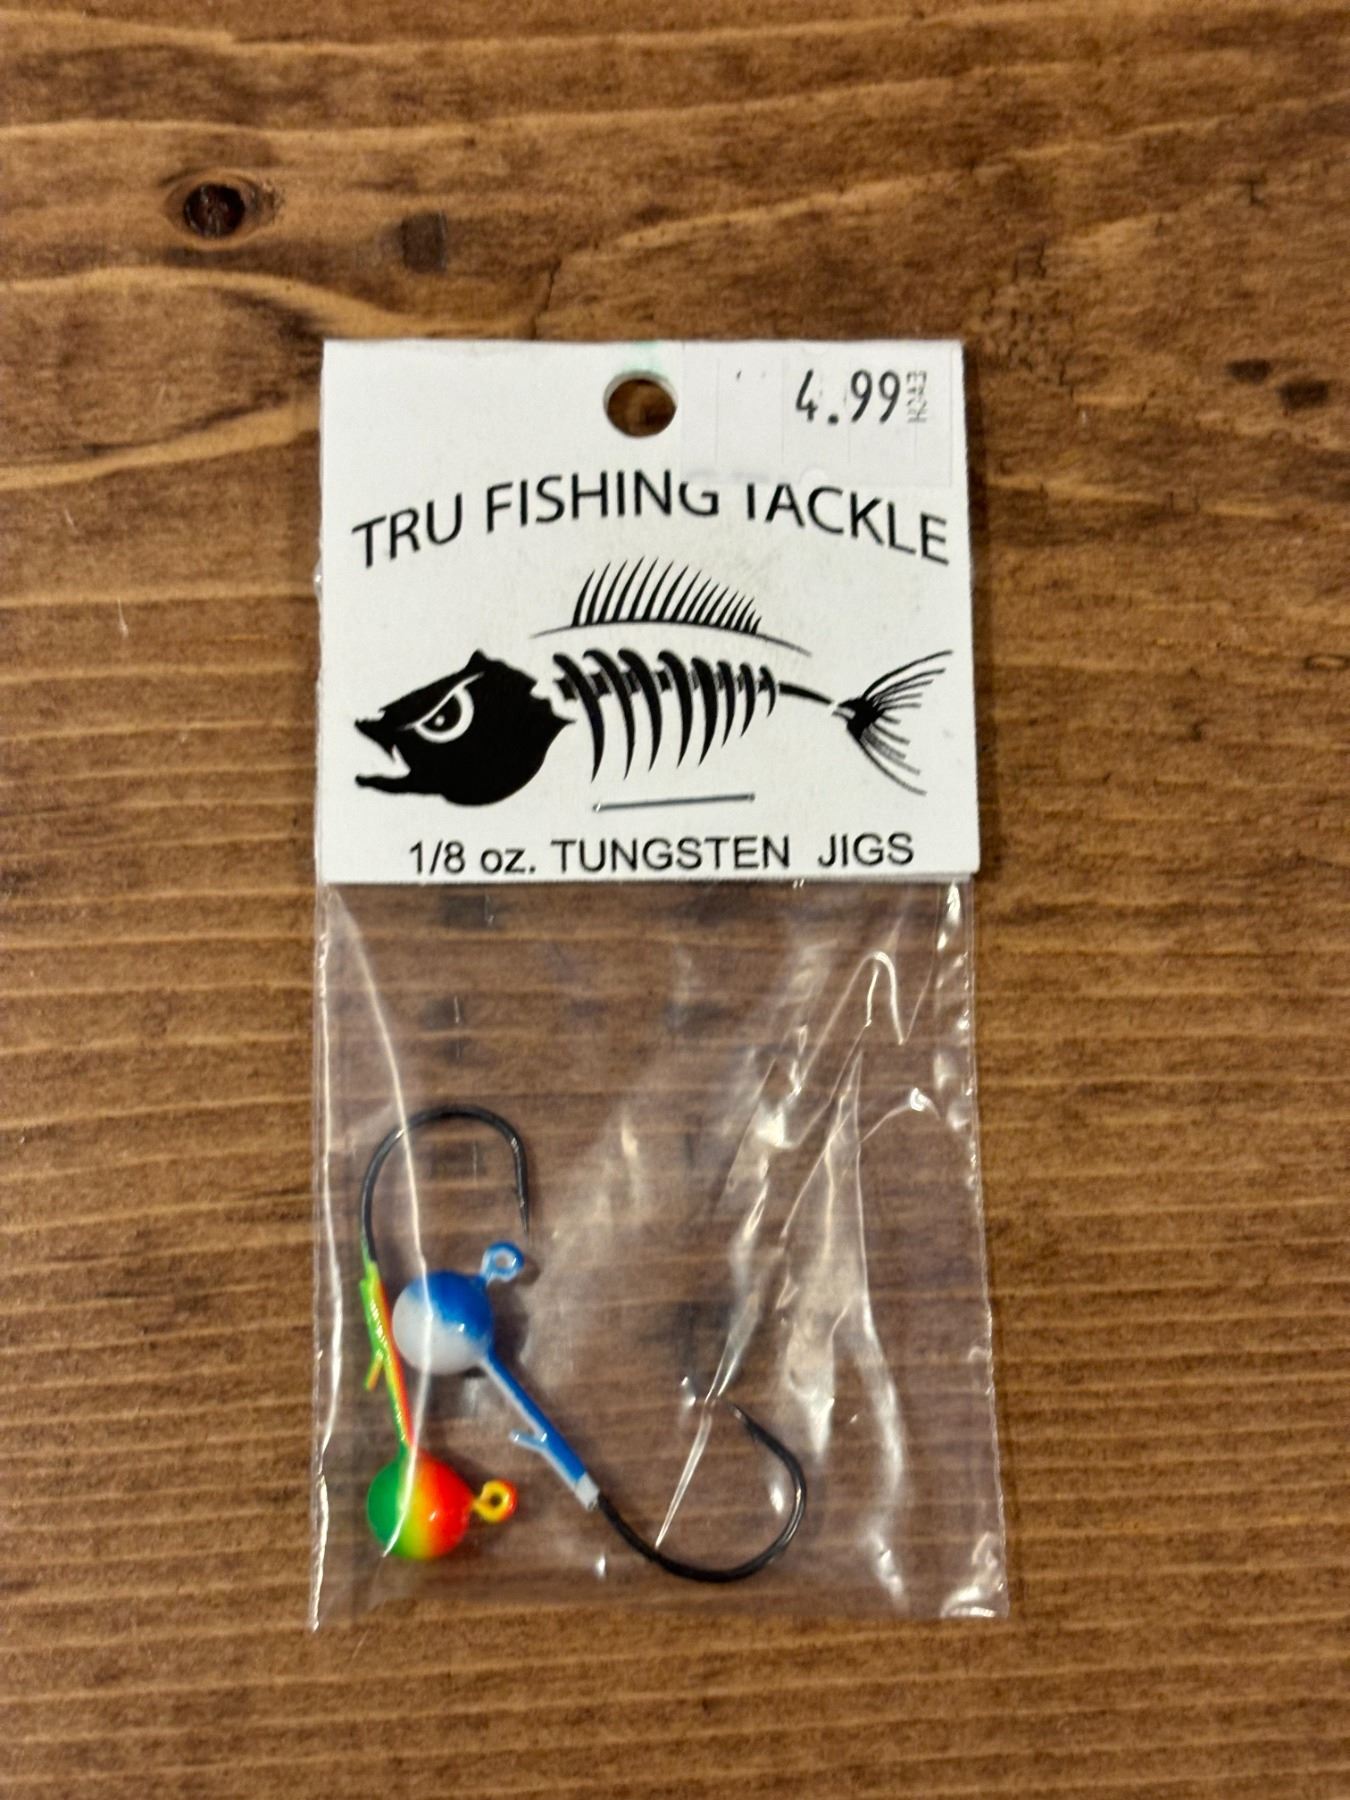 4.99
TRU FISHING TACKLE
1/8 oz. TUNGSTEN JIGS